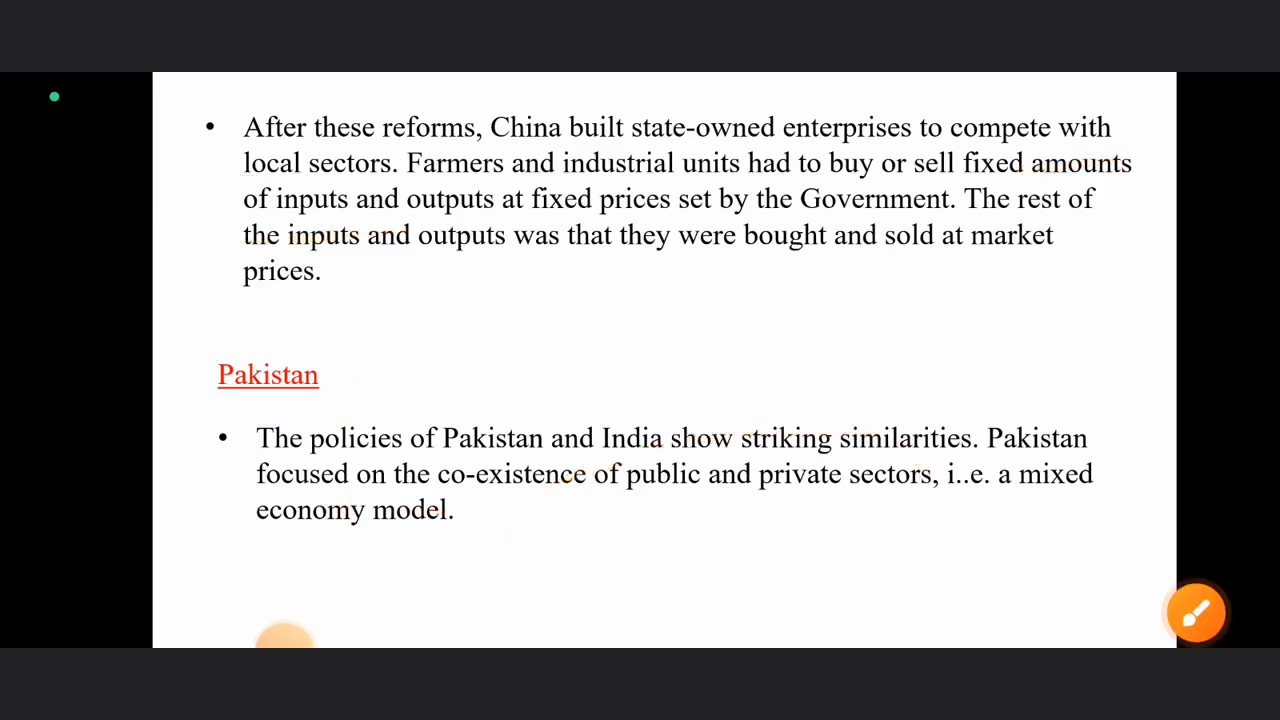 • After these reforms, China built state-owned enterprises to compete with
local sectors. Farmers and industrial units had to buy or sell fixed amounts
of inputs and outputs at fixed prices set by the Government. The rest of
the inputs and outputs was that they were bought and sold at market
prices.
Pakistan
• The policies of Pakistan and India show striking similarities. Pakistan
focused on the co-existence of public and private sectors, i..e. a mixed
economy model.